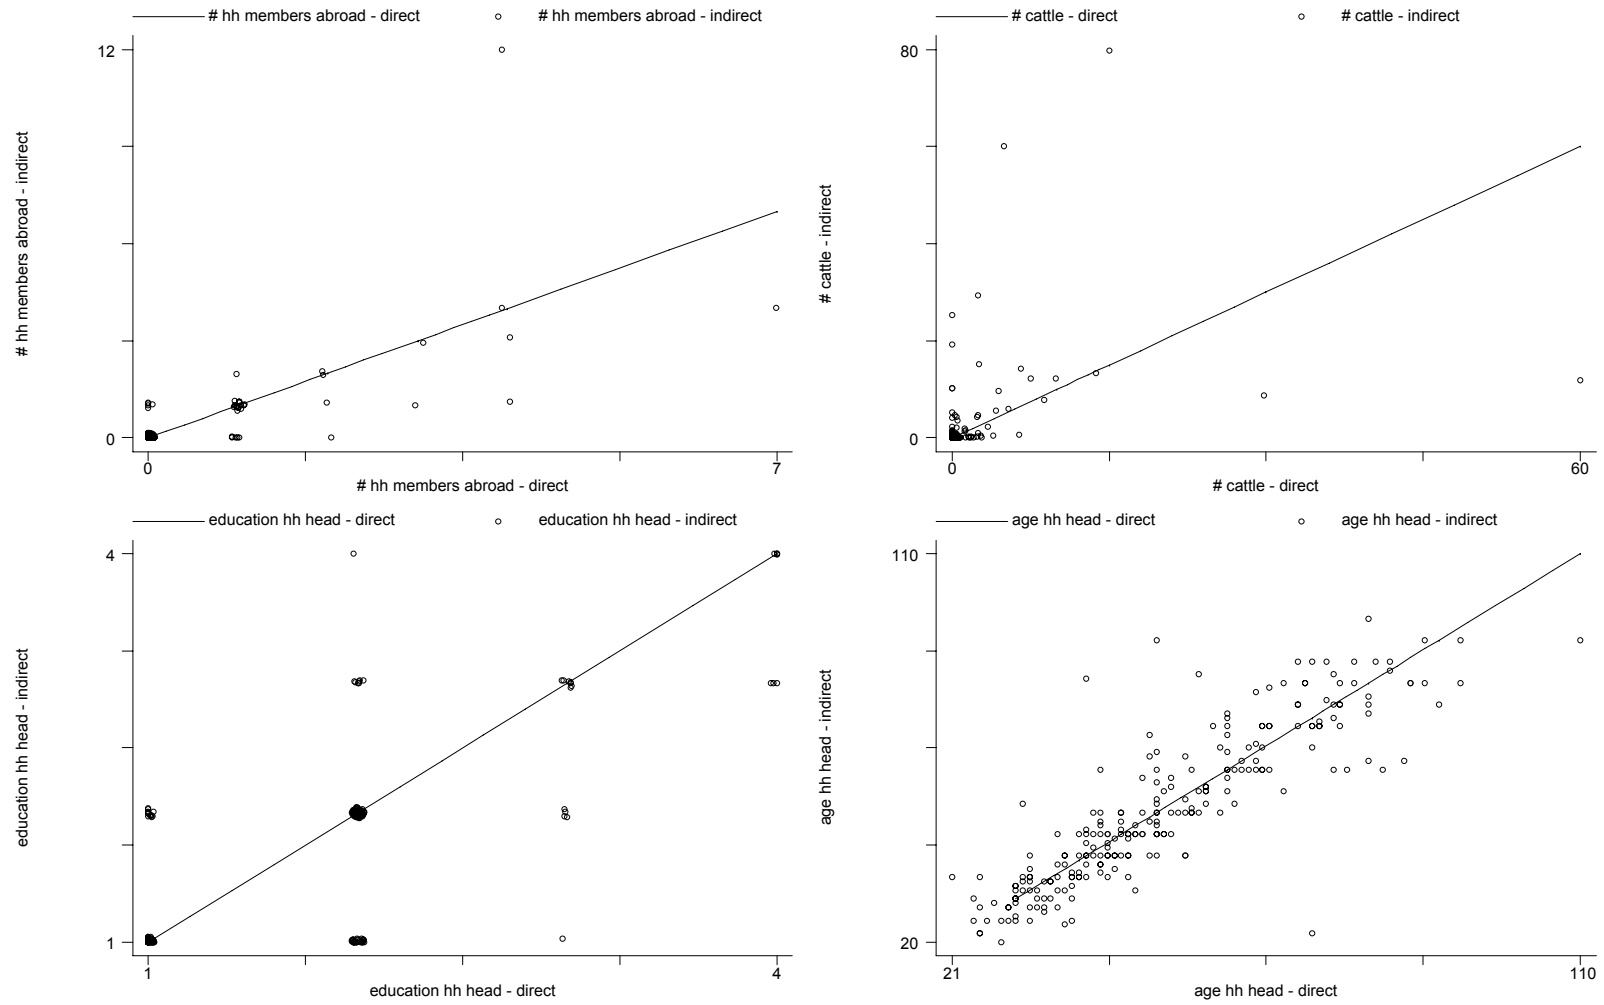 # hh members abroad - direct # hh members abroad - indirect
12
# hh members abroad - indirect
0
0 7
# hh members abroad - direct
# cattle - direct # cattle - indirect
80
# cattle - indirect
0
0 60
# cattle - direct
education hh head - direct education hh head - indirect
4
education hh head - indirect
1
1 4
education hh head - direct
age hh head - direct age hh head - indirect
110
age hh head - indirect
20
21 110
age hh head - direct